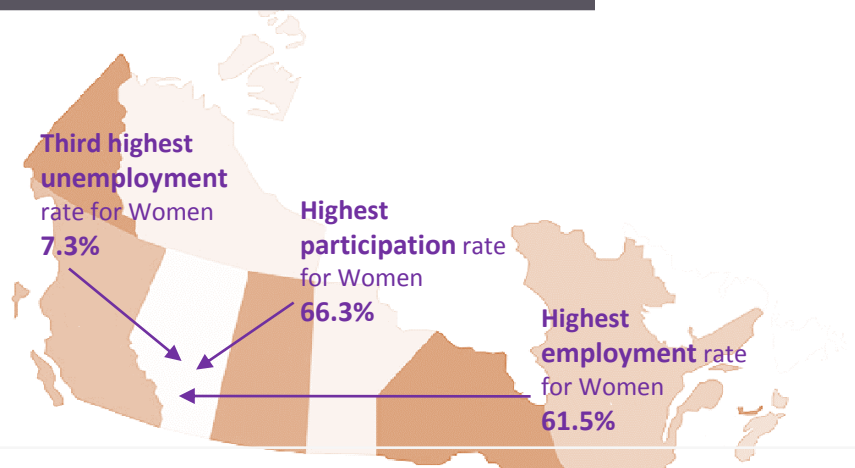 Third highest
unemployment
rate for Women
7.3%
Highest
participation rate
for Women
66.3%
Highest
employment rate
for Women
61.5%